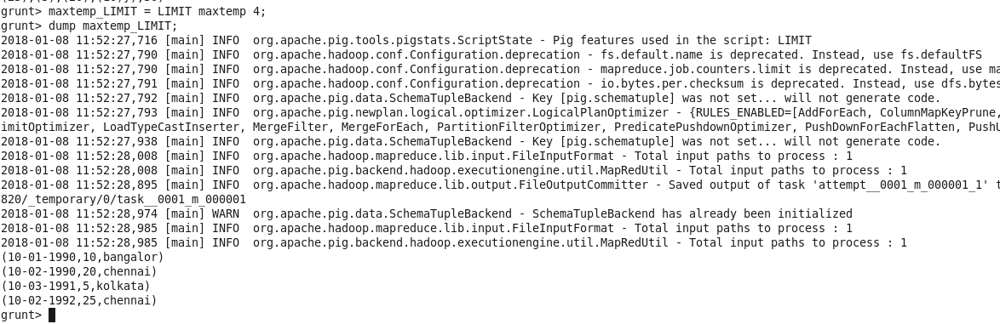 grunt> maxtemp_LIMIT = LIMIT maxtemp 4;
grunt> dump maxtemp_LIMIT;
2018-01-08 11:52:27,716 [main] INFO  org.apache.pig.tools.pigstats.ScriptState - Pig features used in the script: LIMIT
2018-01-08 11:52:27,790 [main] INFO  org.apache.hadoop.conf.Configuration.deprecation - fs.default.name is deprecated. Instead, use fs.defaultFS
2018-01-08 11:52:27,790 [main] INFO  org.apache.hadoop.conf.Configuration.deprecation - mapreduce.job.counters.limit is deprecated. Instead, use ma
2018-01-08 11:52:27,791 [main] INFO  org.apache.hadoop.conf.Configuration.deprecation - io.bytes.per.checksum is deprecated. Instead, use dfs.bytes
2018-01-08 11:52:27,792 [main] INFO  org.apache.pig.data.SchemaTupleBackend - Key [pig.schematuple] was not set... will not generate code.
2018-01-08 11:52:27,793 [main] INFO  org.apache.pig.newplan.logical.optimizer.LogicalPlanOptimizer - {RULES_ENABLED=[AddForEach, ColumnMapKeyPrune,
imitOptimizer, LoadTypeCastInserter, MergeFilter, MergeForEach, PartitionFilterOptimizer, PredicatePushdownOptimizer, PushDownForEachFlatten, PushU
2018-01-08 11:52:27,938 [main] INFO  org.apache.pig.data.SchemaTupleBackend - Key [pig.schematuple] was not set... will not generate code.
2018-01-08 11:52:28,008 [main] INFO  org.apache.hadoop.mapreduce.lib.input.FileInputFormat - Total input paths to process : 1
2018-01-08 11:52:28,008 [main] INFO  org.apache.pig.backend.hadoop.executionengine.util.MapRedUtil - Total input paths to process : 1
2018-01-08 11:52:28,895 [main] INFO  org.apache.hadoop.mapreduce.lib.output.FileOutputCommitter - Saved output of task 'attempt__0001_m_000001_1' t
820/_temporary/0/task__0001_m_000001
2018-01-08 11:52:28,974 [main] WARN  org.apache.pig.data.SchemaTupleBackend - SchemaTupleBackend has already been initialized
2018-01-08 11:52:28,985 [main] INFO  org.apache.hadoop.mapreduce.lib.input.FileInputFormat - Total input paths to process : 1
2018-01-08 11:52:28,985 [main] INFO  org.apache.pig.backend.hadoop.executionengine.util.MapRedUtil - Total input paths to process : 1
(10-01-1990,10,bangalor)
(10-02-1990,20,chennai)
(10-03-1991,5,kolkata)
(10-02-1992,25,chennai)
grunt>